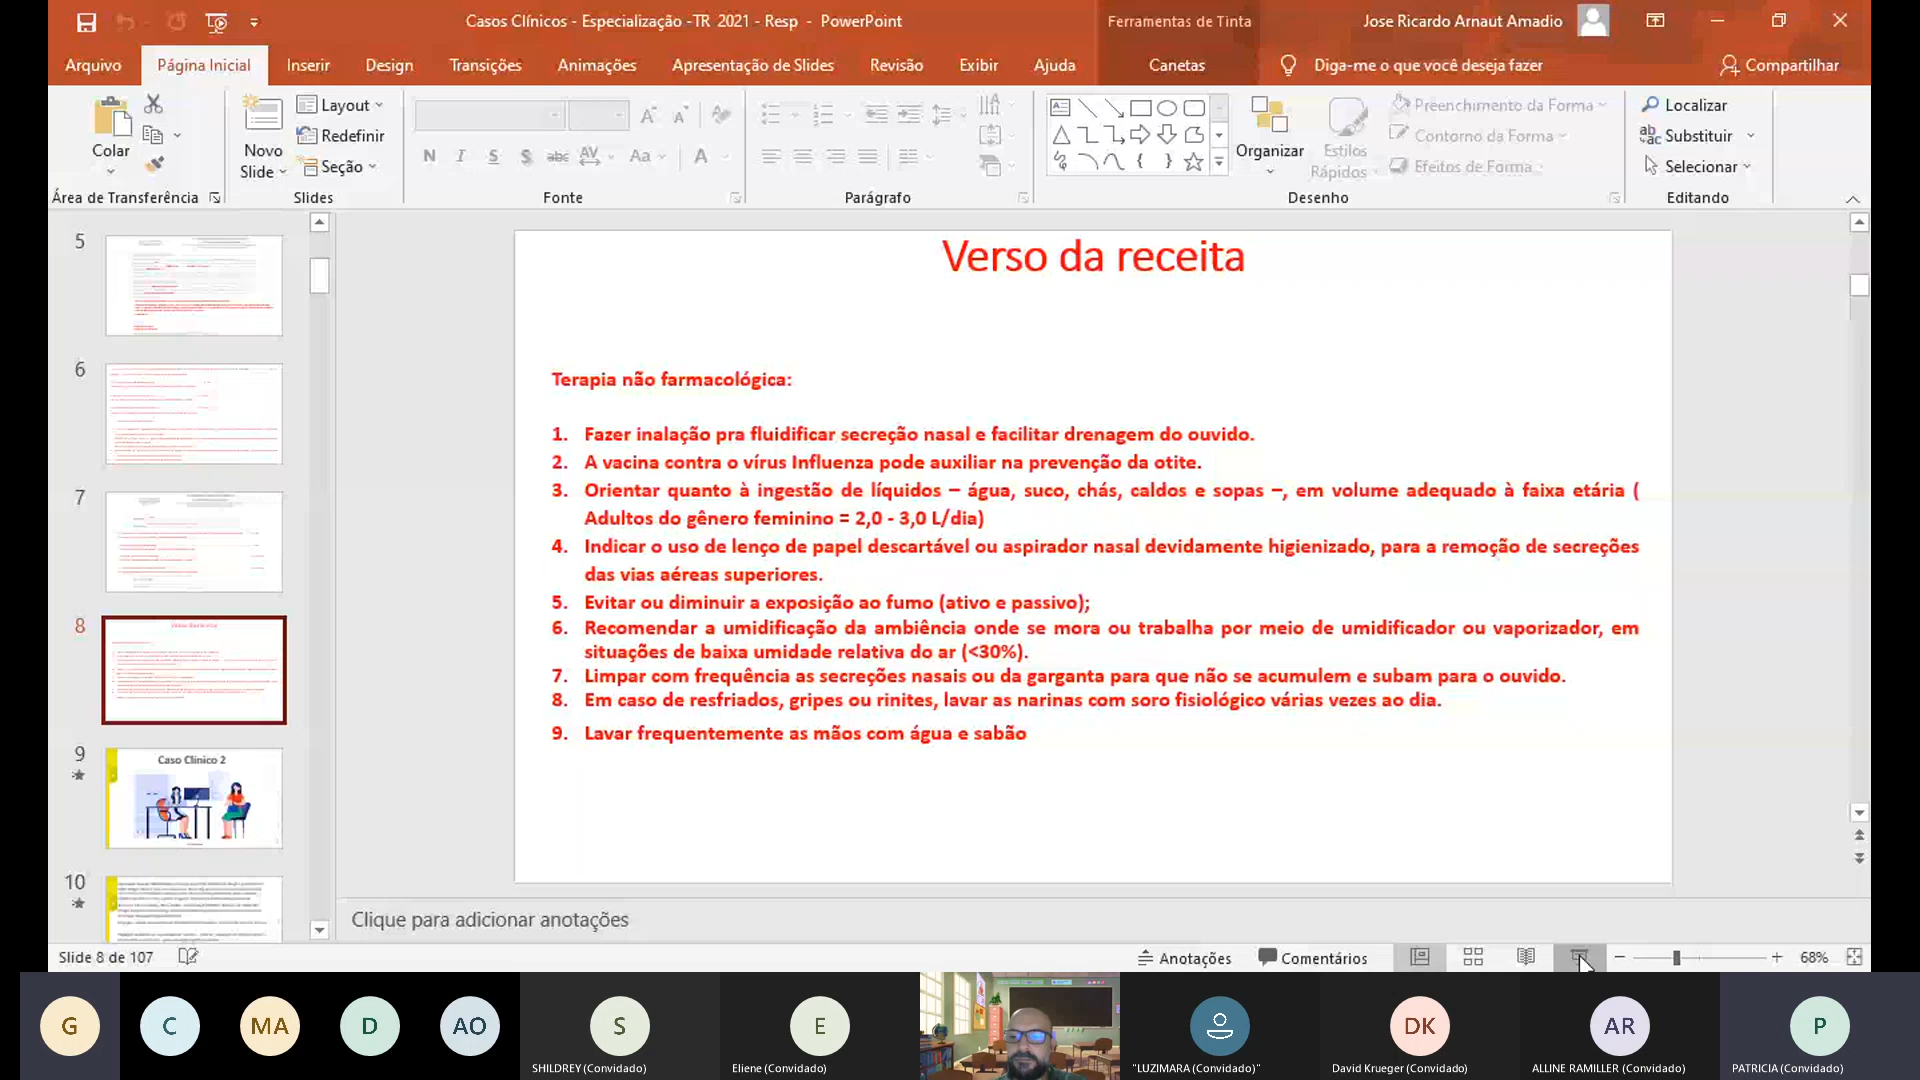 Casos Clínicos - Especialização -TR 2021 - Resp - PowerPoint
Ferramentas de Tinta
Jose Ricardo Arnaut Amadio
Arquivo
Página Inicial
Inserir
Design
Transições
Animações
Apresentação de Slides
Revisão
Exibir
Ajuda
Canetas
Diga-me o que você deseja fazer
Compartilhar
Colar
Novo
Slide
Layout
Redefinir
Seção
N I S S abc AV Aa A
Organizar
Estilos
Rápidos
Preenchimento da Forma
Contorno da Forma
Efeitos de Forma
Localizar
Substituir
Selecionar
Área de Transferência
Slides
Fonte
Parágrafo
Desenho
Editando
5
6
7
8
9
Caso Clínico 2
10
Verso da receita
Terapia não farmacológica:
1. Fazer inalação pra fluidificar secreção nasal e facilitar drenagem do ouvido.
2. A vacina contra o vírus Influenza pode auxiliar na prevenção da otite.
3. Orientar quanto à ingestão de líquidos – água, suco, chás, caldos e sopas –, em volume adequado à faixa etária (
Adultos do gênero feminino = 2,0 - 3,0 L/dia)
4. Indicar o uso de lenço de papel descartável ou aspirador nasal devidamente higienizado, para a remoção de secreções
das vias aéreas superiores.
5. Evitar ou diminuir a exposição ao fumo (ativo e passivo);
6. Recomendar a umidificação da ambiência onde se mora ou trabalha por meio de umidificador ou vaporizador, em
situações de baixa umidade relativa do ar (<30%).
7. Limpar com frequência as secreções nasais ou da garganta para que não se acumulem e subam para o ouvido.
8. Em caso de resfriados, gripes ou rinites, lavar as narinas com soro fisiológico várias vezes ao dia.
9. Lavar frequentemente as mãos com água e sabão
Clique para adicionar anotações
Slide 8 de 107
Anotações
Comentários
68%
G
C
MA
D
AO
S
SHILDREY (Convidado)
E
Eliene (Convidado)
"LUZIMARA (Convidado)"
DK
David Krueger (Convidado)
AR
ALLINE RAMILLER (Convidado)
P
PATRICIA (Convidado)